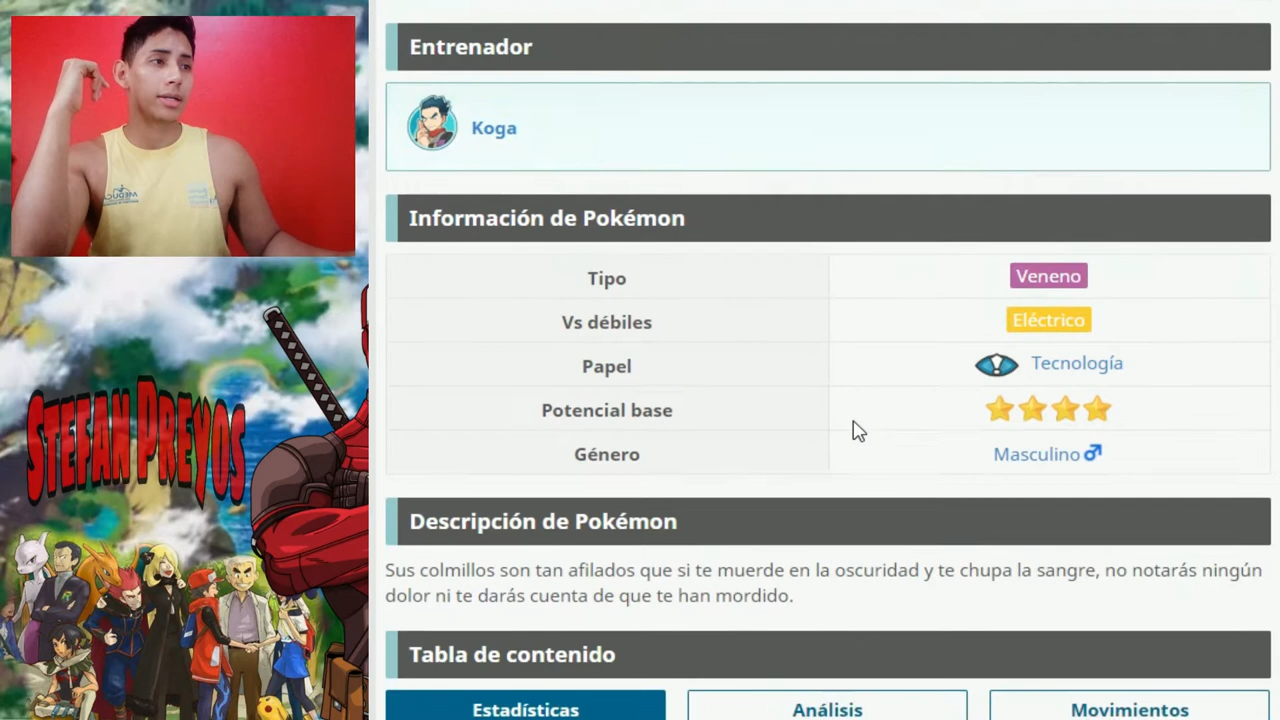 Entrenador
Koga
Información de Pokémon
Tipo Veneno
Vs débiles Eléctrico
Papel Tecnología
Potencial base
Género Masculino
Descripción de Pokémon
Sus colmillos son tan afilados que si te muerde en la oscuridad y te chupa la sangre, no notarás ningún
dolor ni te darás cuenta de que te han mordido.
Tabla de contenido
Estadísticas Análisis Movimientos
STEFAN PREYOS